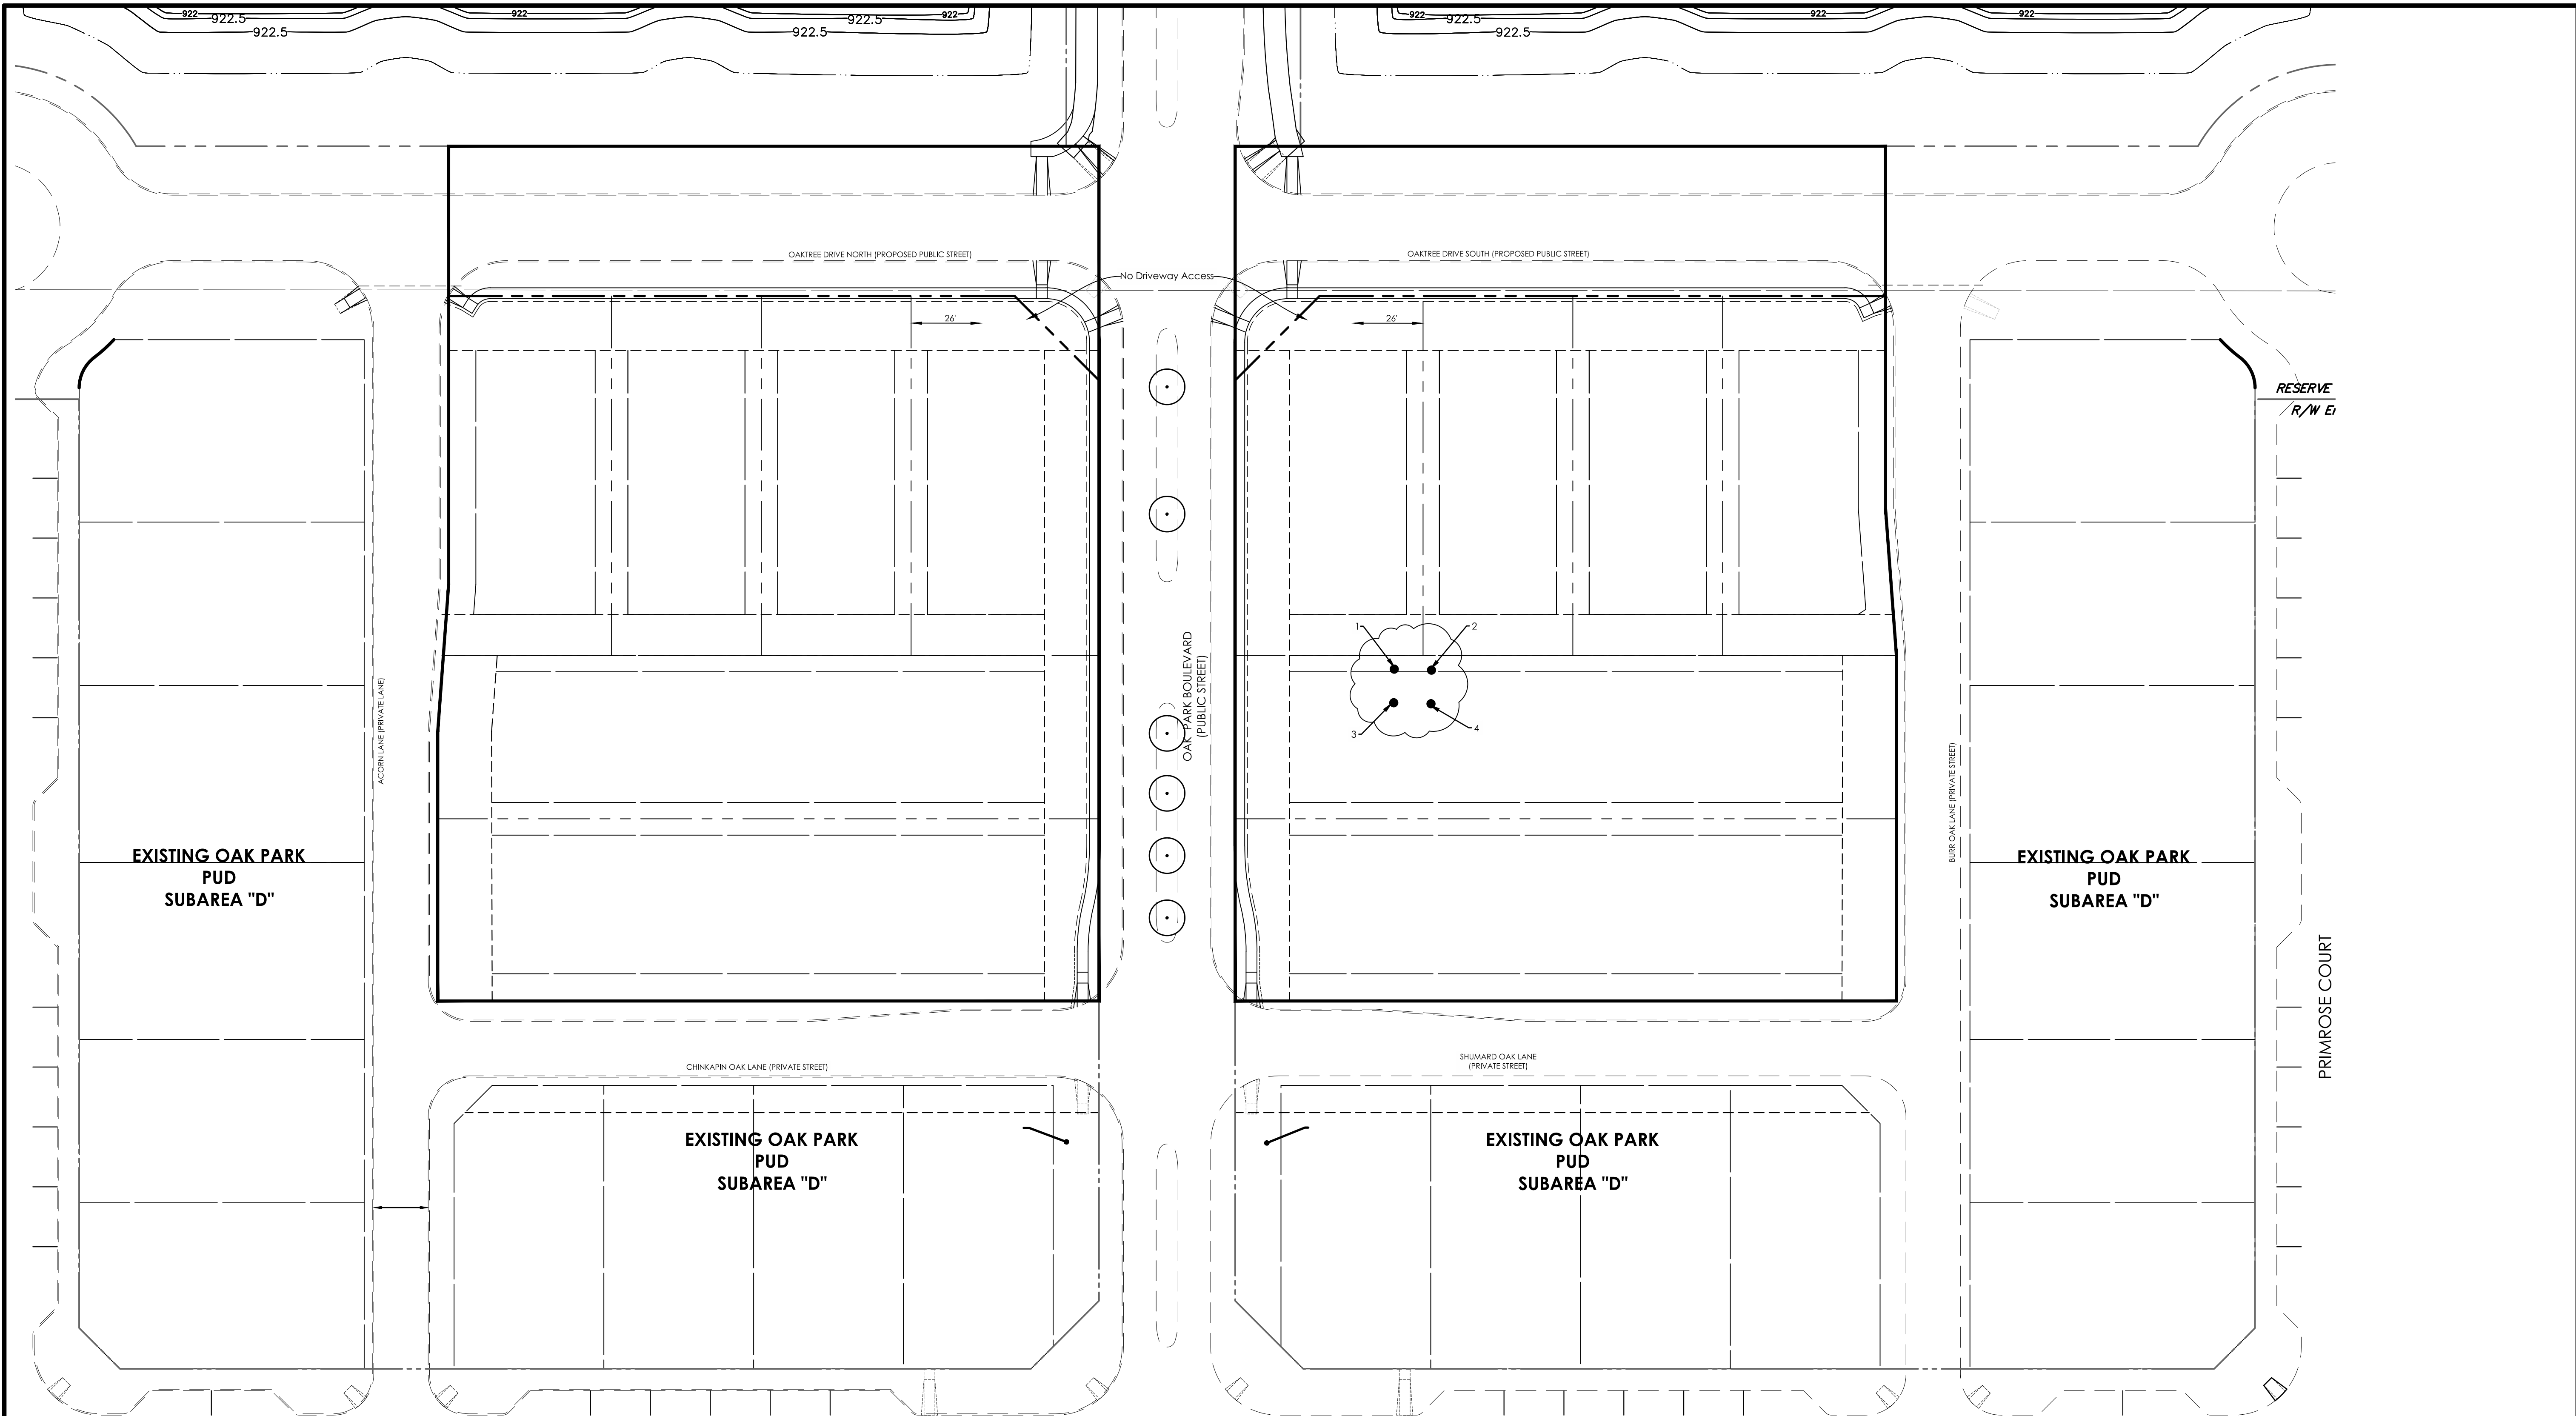 922
922
922
922
922
922
922.5
922.5
922.5
922.5
922.5
922.5
OAKTREE DRIVE NORTH (PROPOSED PUBLIC STREET)
OAKTREE DRIVE SOUTH (PROPOSED PUBLIC STREET)
No Driveway Access
26'
26'
RESERVE
R/W
1
2
3
4
OAK PARK BOULEVARD
(PUBLIC STREET)
ACORN LANE (PRIVATE LANE)
BURR OAK LANE (PRIVATE STREET)
EXISTING OAK PARK
PUD
SUBAREA "D"
EXISTING OAK PARK
PUD
SUBAREA "D"
PRIMROSE COURT
CHINKAPIN OAK LANE (PRIVATE STREET)
SHUMARD OAK LANE
(PRIVATE STREET)
EXISTING OAK PARK
PUD
SUBAREA "D"
EXISTING OAK PARK
PUD
SUBAREA "D"